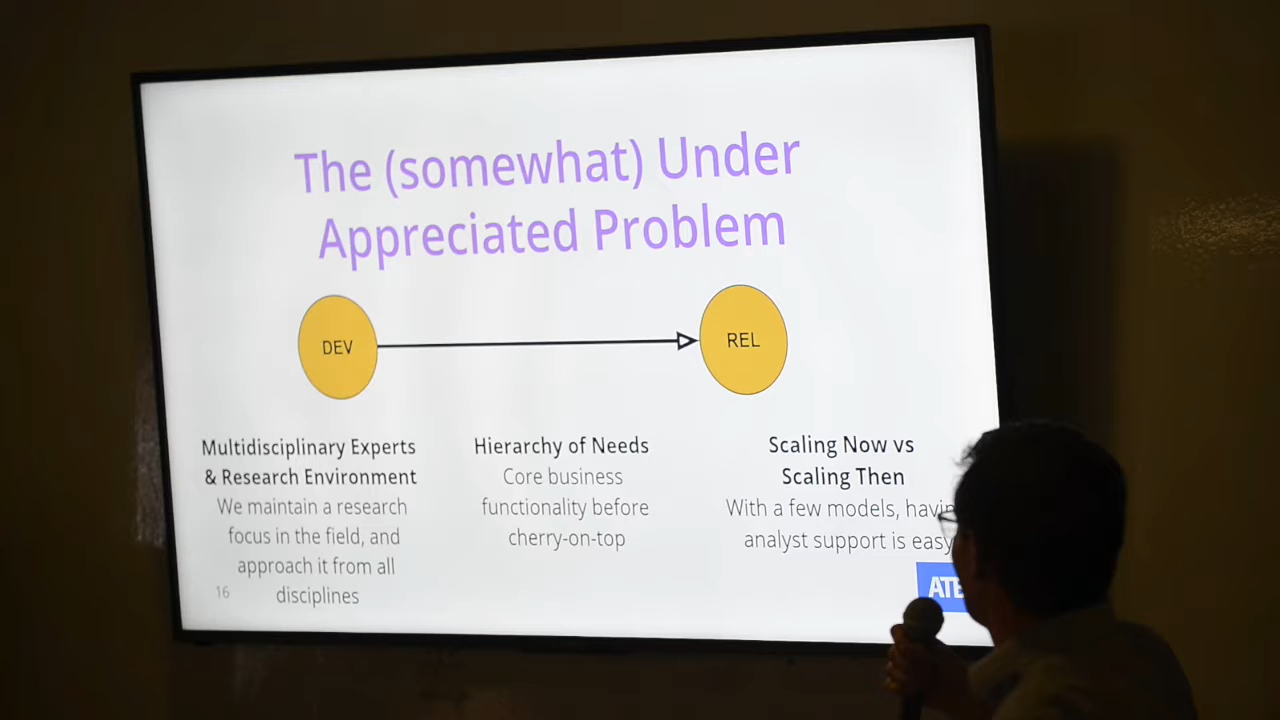 The (somewhat) Under
Appreciated Problem
DEV
REL
Multidisciplinary Experts
& Research Environment
We maintain a research
focus in the field, and
approach it from all
disciplines
Hierarchy of Needs
Core business
functionality before
cherry-on-top
Scaling Now vs
Scaling Then
With a few models,
analyst support is easy
16